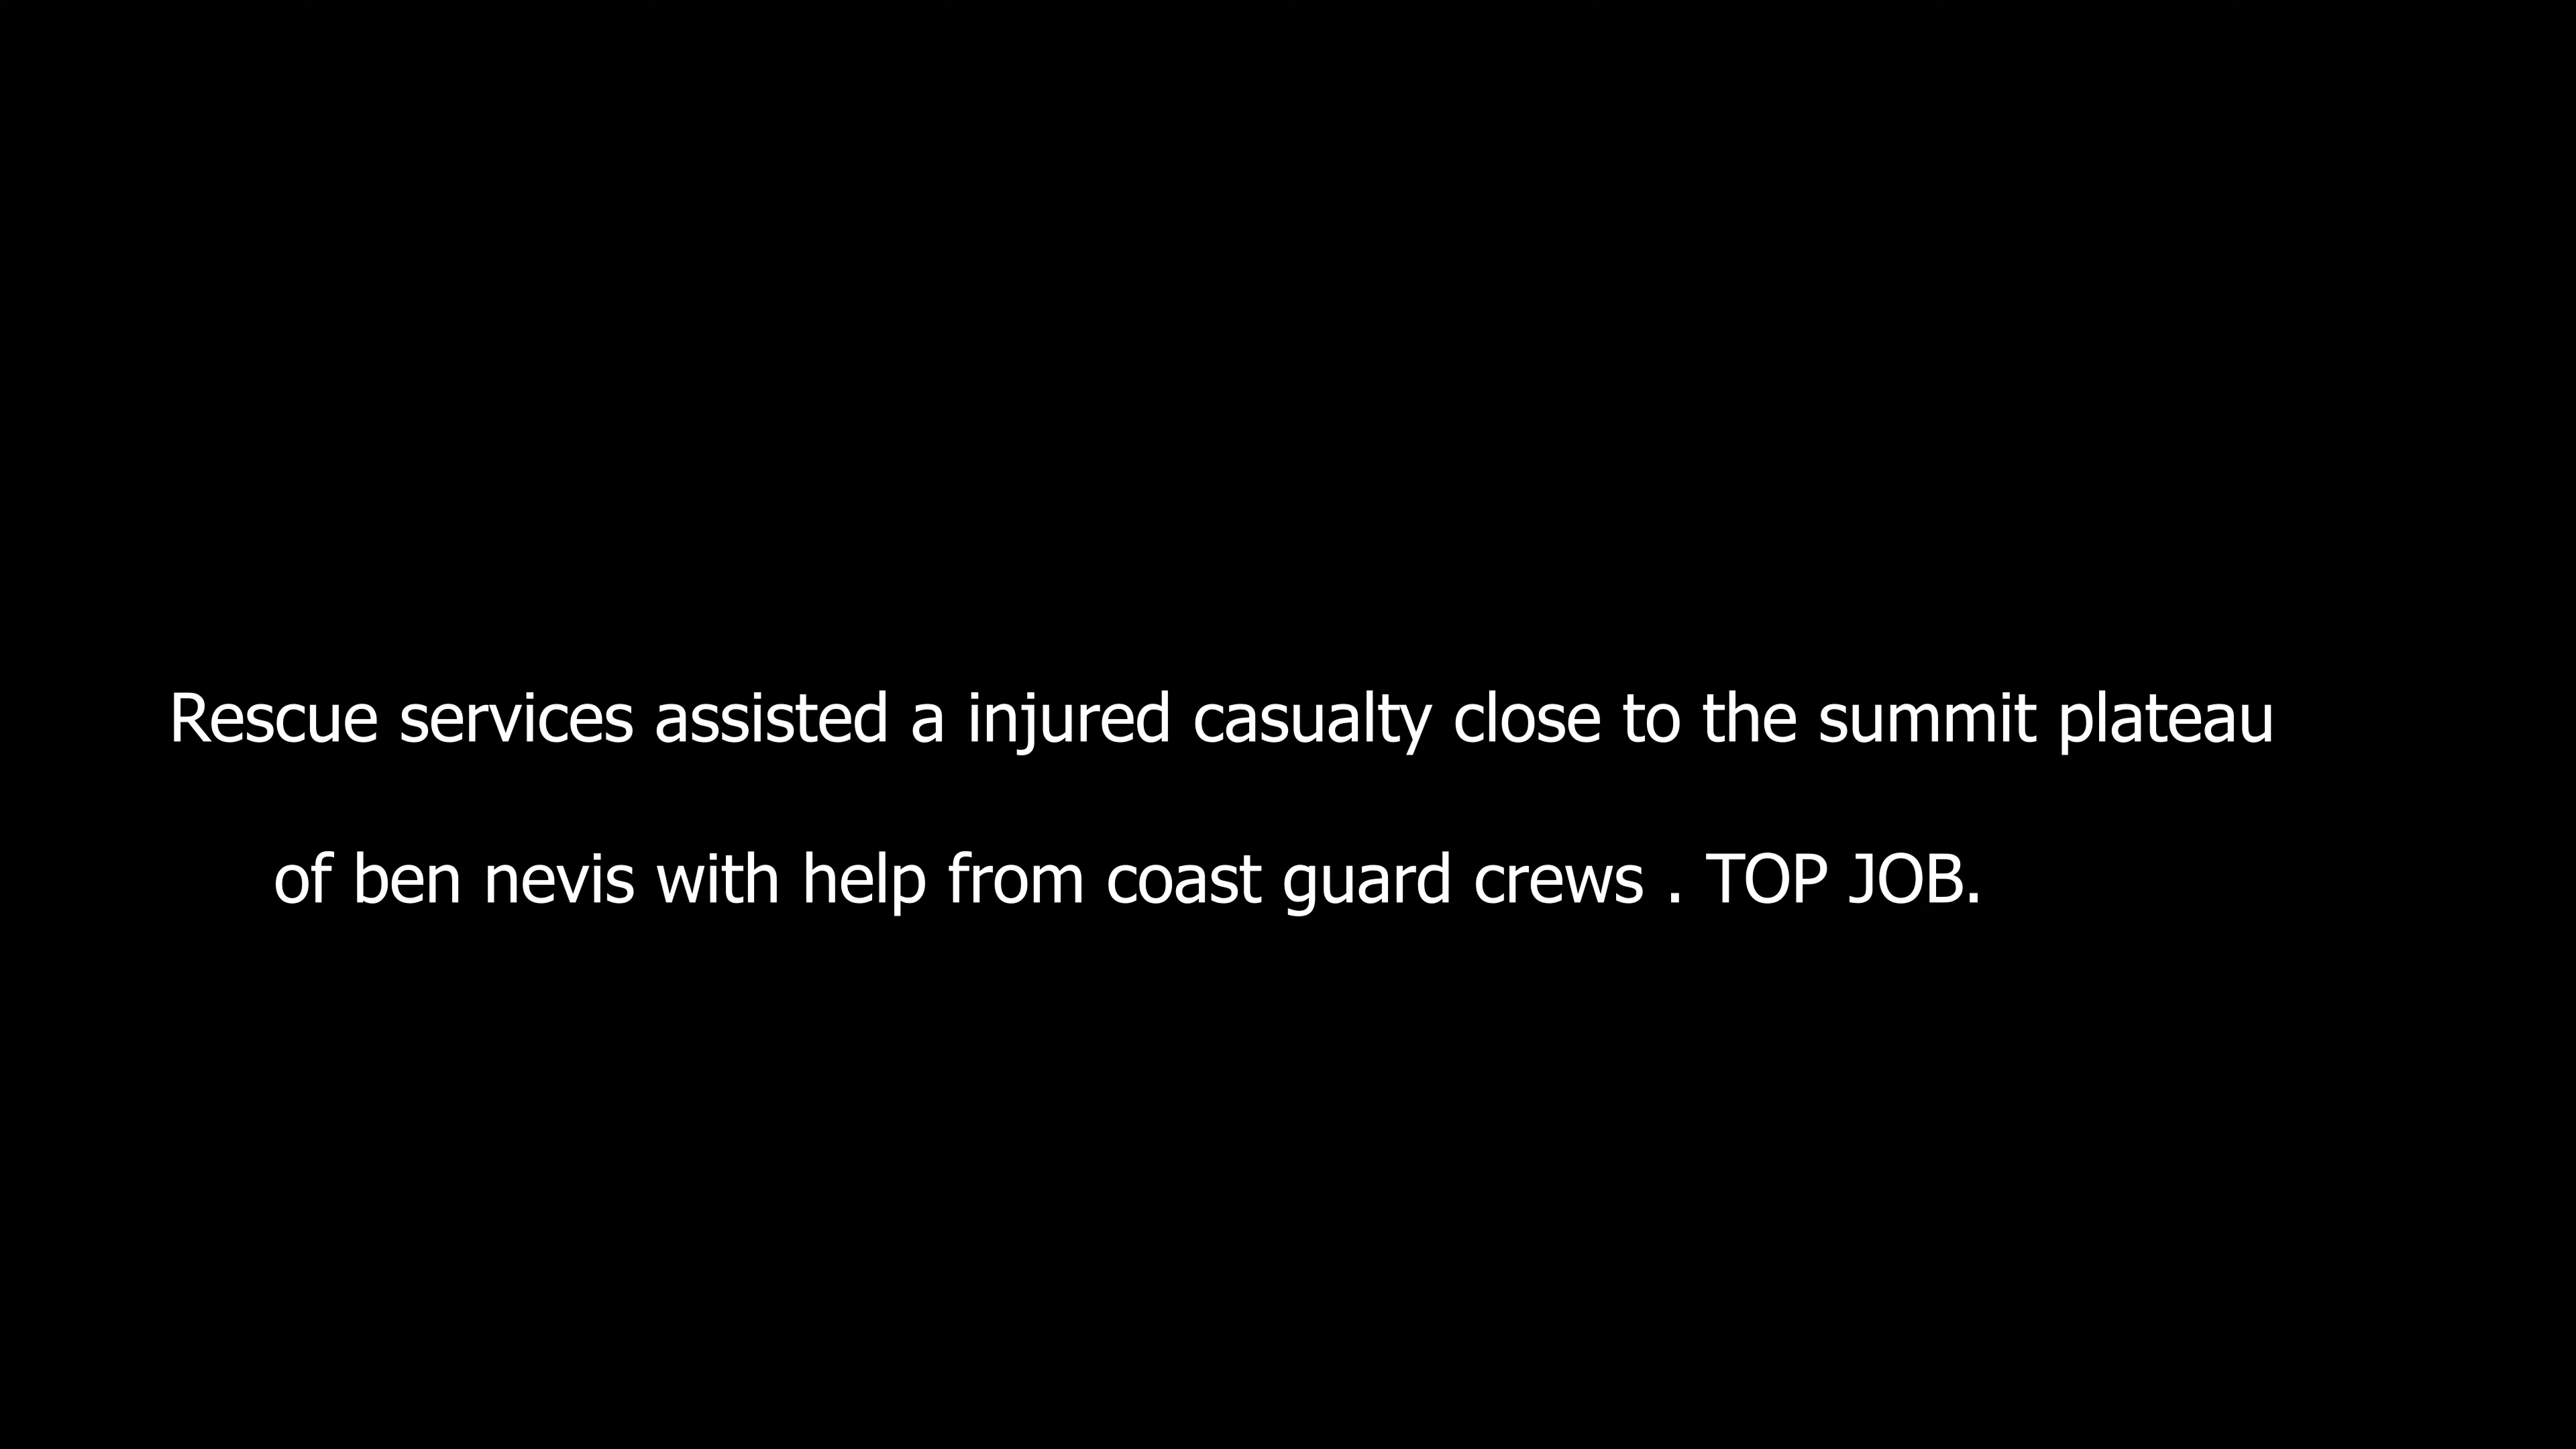 Rescue services assisted a injured casualty close to the summit plateau
of ben nevis with help from coast guard crews . TOP JOB.